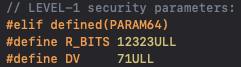 // LEVEL-1 security parameters:
#elif defined(PARAM64)
#define R_BITS 12323ULL
#define DV     71ULL